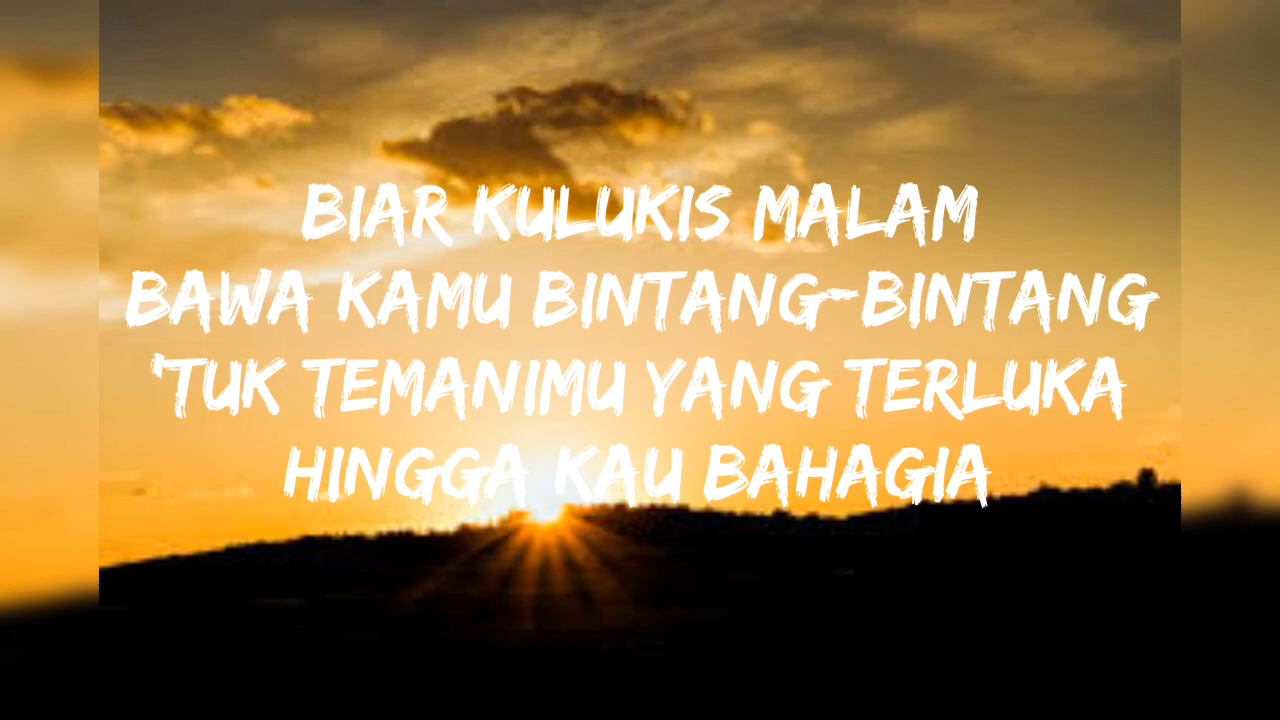 BIAR KULUKIS MALAM
BAWA KAMU BINTANG-BINTANG
'TUK TEMANIMU YANG TERLUKA
HINGGA KAU BAHAGIA